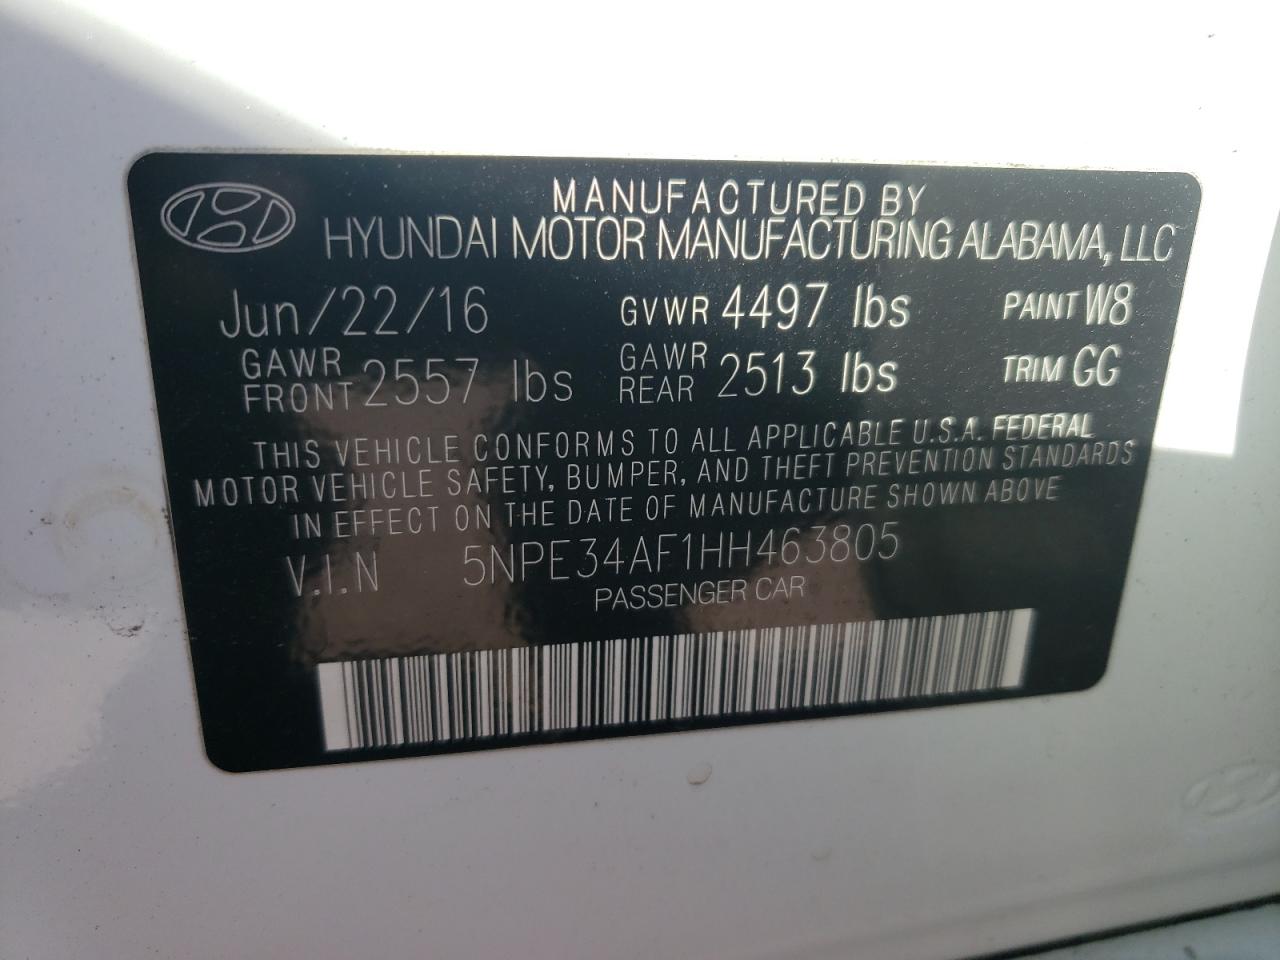 MANUFACTURED BY
HYUNDAI MOTOR MANUFACTURING ALABAMA, LLC
Jun/22/16 GVWR 4497 lbs PAINT W8
GAWR FRONT 2557 lbs GAWR REAR 2513 lbs TRIM GG
THIS VEHICLE CONFORMS TO ALL APPLICABLE U.S.A. FEDERAL
MOTOR VEHICLE SAFETY, BUMPER, AND THEFT PREVENTION STANDARDS
IN EFFECT ON THE DATE OF MANUFACTURE SHOWN ABOVE
V.I.N 5NPE34AF1HH463805
PASSENGER CAR